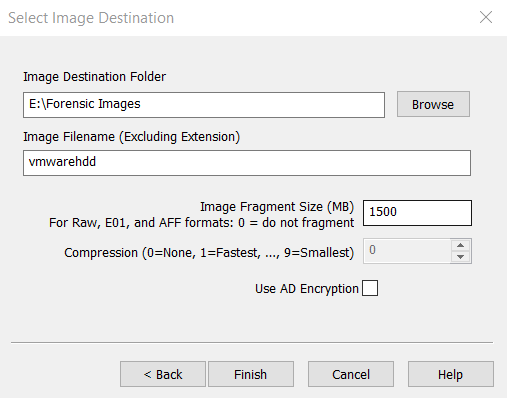 Select Image Destination
Image Destination Folder
E:\Forensic Images
Browse
Image Filename (Excluding Extension)
vmwarehdd
Image Fragment Size (MB)
For Raw, E01, and AFF formats: 0 = do not fragment
1500
Compression (0=None, 1=Fastest, ..., 9=Smallest)
0
Use AD Encryption
< Back
Finish
Cancel
Help